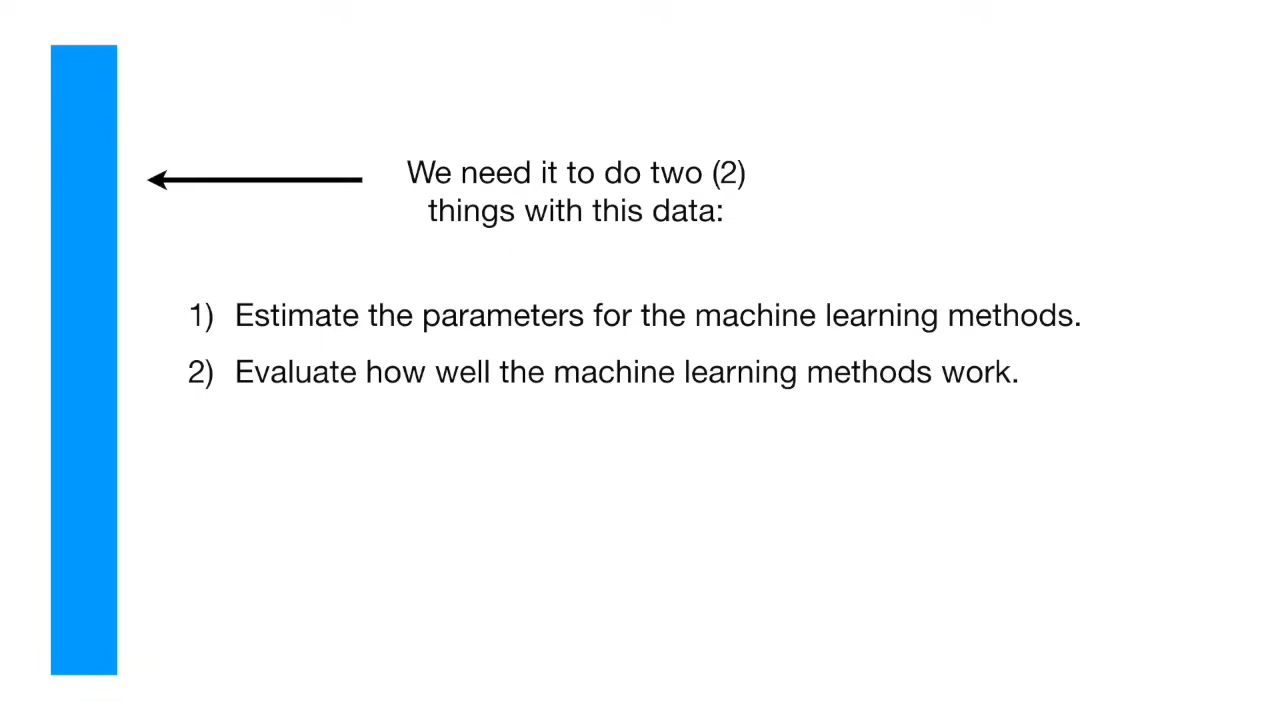 We need it to do two (2)
things with this data:
1) Estimate the parameters for the machine learning methods.
2) Evaluate how well the machine learning methods work.